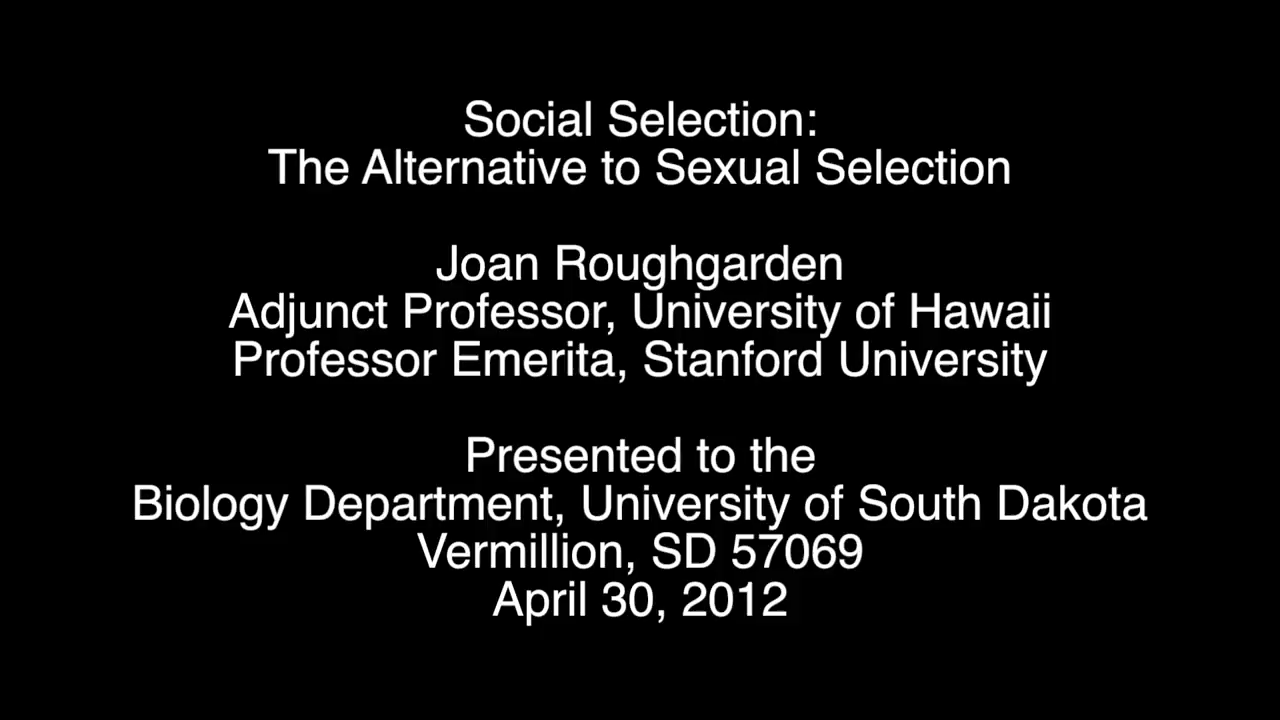 Social Selection:
The Alternative to Sexual Selection
Joan Roughgarden
Adjunct Professor, University of Hawaii
Professor Emerita, Stanford University
Presented to the
Biology Department, University of South Dakota
Vermillion, SD 57069
April 30, 2012